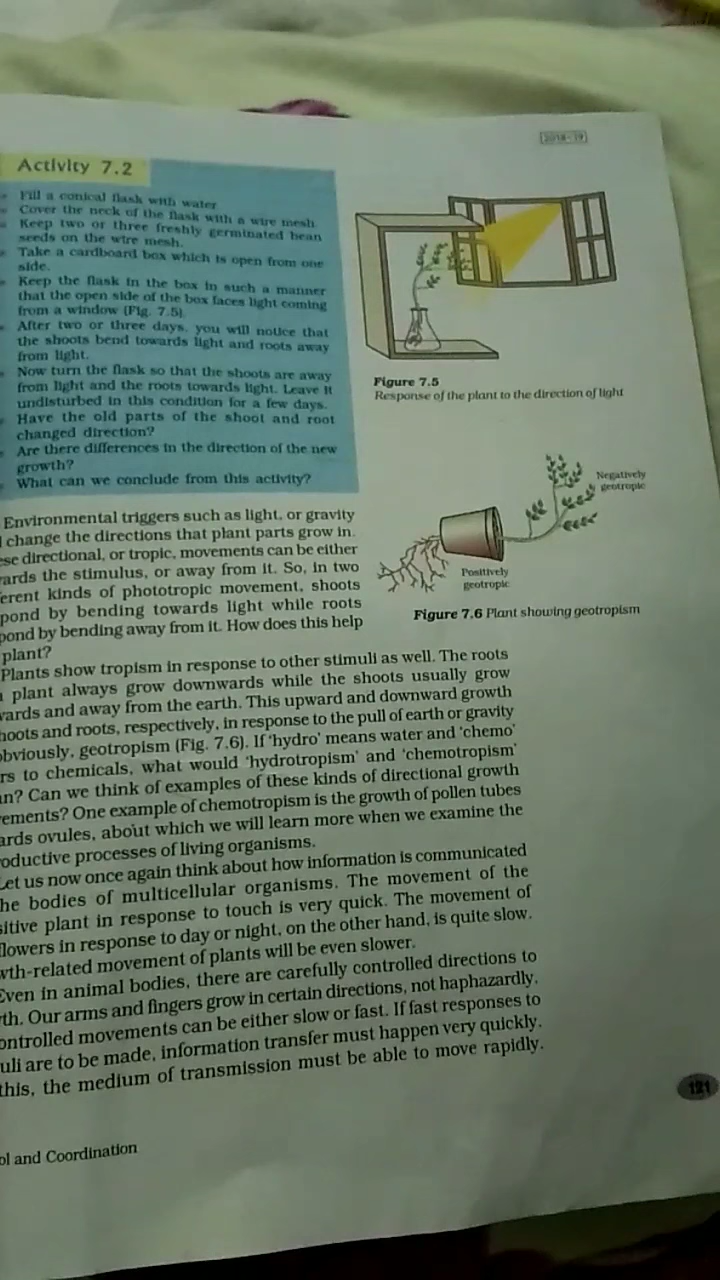 2018-19
Activity 7.2
Fill a conical flask with water.
Cover the neck of the flask with a wire mesh.
Keep two or three freshly germinated bean
seeds on the wire mesh.
Take a cardboard box which is open from one
side.
Keep the flask in the box in such a manner
that the open side of the box faces light coming
from a window (Fig. 7.5).
After two or three days, you will notice that
the shoots bend towards light and roots away
from light.
Now turn the flask so that the shoots are away
from light and the roots towards light. Leave it
undisturbed in this condition for a few days.
Have the old parts of the shoot and root
changed direction?
Are there differences in the direction of the new
growth?
What can we conclude from this activity?
Figure 7.5
Response of the plant to the direction of light
Negatively
geotropic
Positively
geotropic
Figure 7.6 Plant showing geotropism
Environmental triggers such as light, or gravity
change the directions that plant parts grow in.
se directional, or tropic, movements can be either
ards the stimulus, or away from it. So, in two
erent kinds of phototropic movement, shoots
pond by bending towards light while roots
pond by bending away from it. How does this help
plant?
Plants show tropism in response to other stimuli as well. The roots
plant always grow downwards while the shoots usually grow
vards and away from the earth. This upward and downward growth
hoots and roots, respectively, in response to the pull of earth or gravity
obviously, geotropism (Fig. 7.6). If 'hydro' means water and 'chemo'
rs to chemicals, what would 'hydrotropism' and 'chemotropism'
an? Can we think of examples of these kinds of directional growth
ements? One example of chemotropism is the growth of pollen tubes
ards ovules, about which we will learn more when we examine the
oductive processes of living organisms.
Let us now once again think about how information is communicated
he bodies of multicellular organisms. The movement of the
sitive plant in response to touch is very quick. The movement of
flowers in response to day or night, on the other hand, is quite slow.
wth-related movement of plants will be even slower.
Even in animal bodies, there are carefully controlled directions to
th. Our arms and fingers grow in certain directions, not haphazardly.
ontrolled movements can be either slow or fast. If fast responses to
uli are to be made, information transfer must happen very quickly.
this, the medium of transmission must be able to move rapidly.
ol and Coordination
121